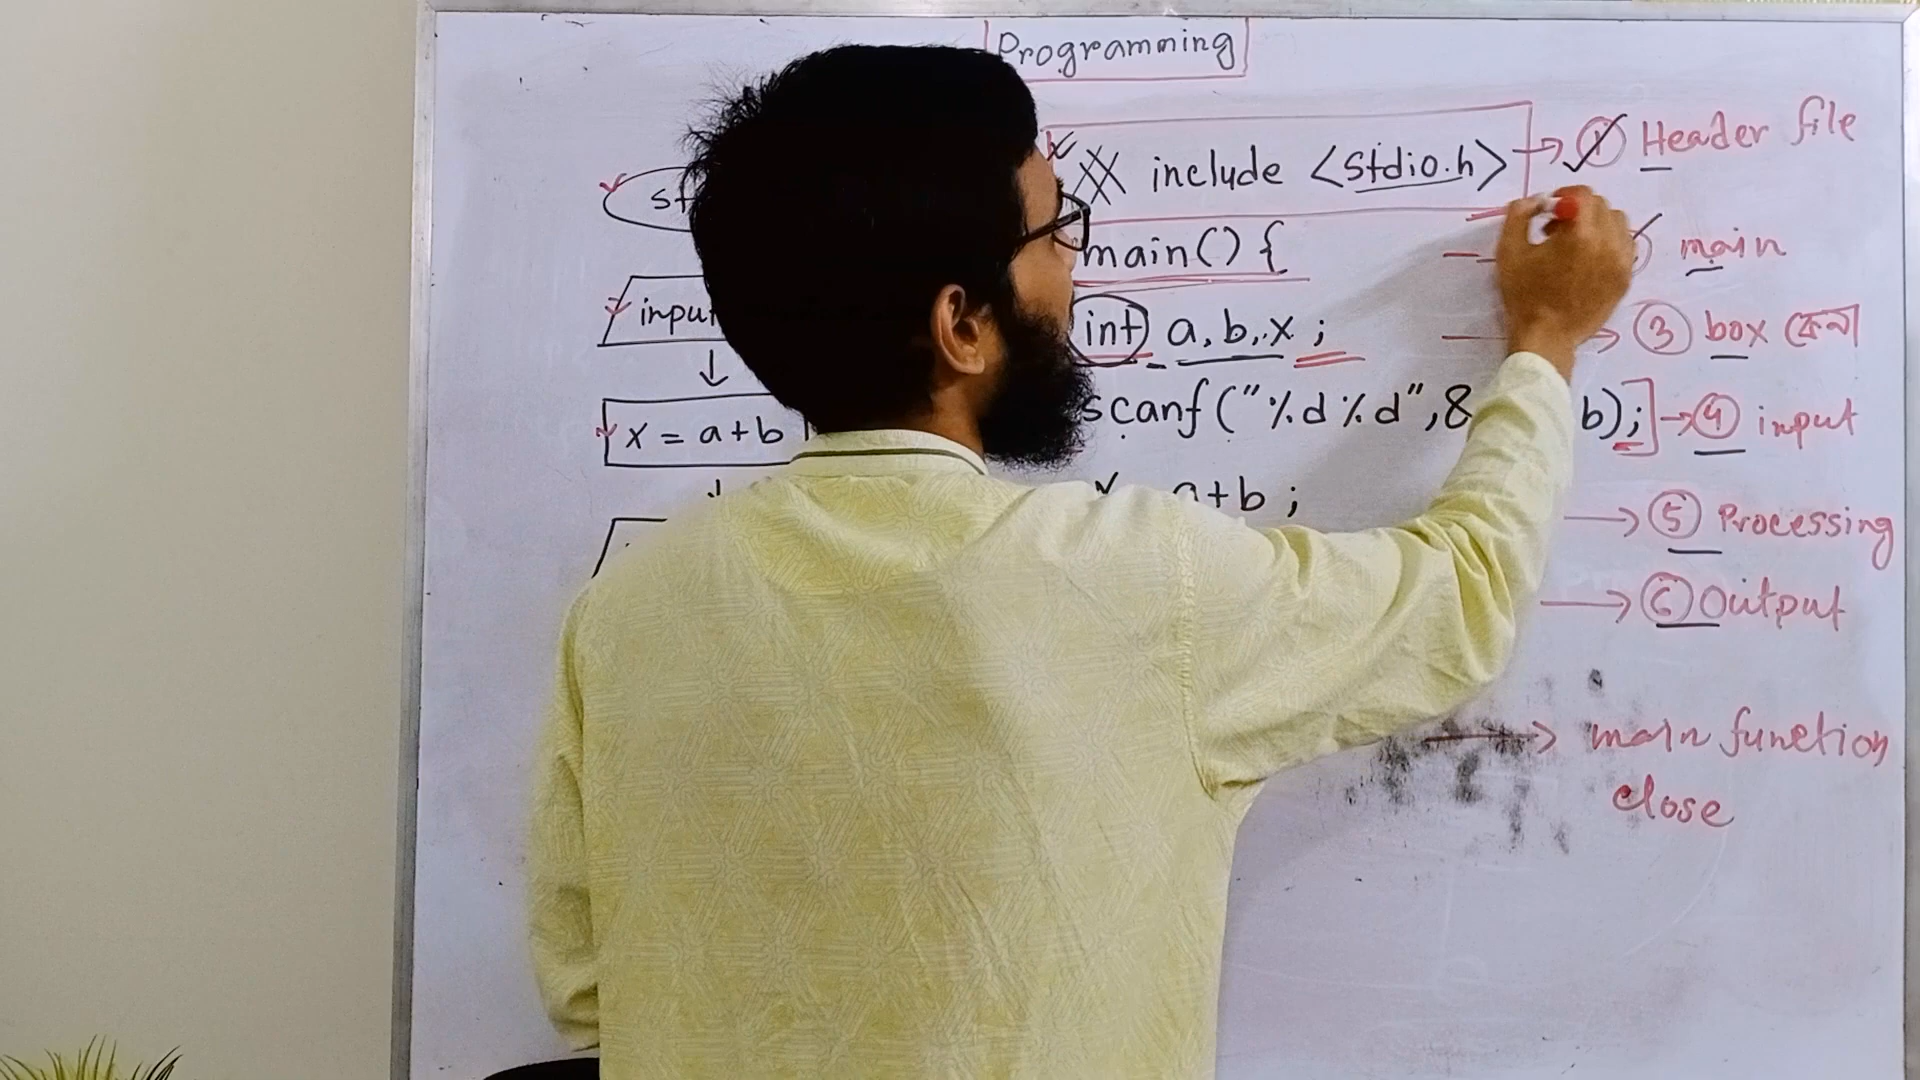 Programming
# include <stdio.h> → ① Header file
main() { main
int a, b, x ; → ③ box কেনা
scanf ("%d%d", & b); → ④ input
a+b ;
→ ⑤ Processing
→ ⑥ Output
→ main function
close
input
↓
x = a+b